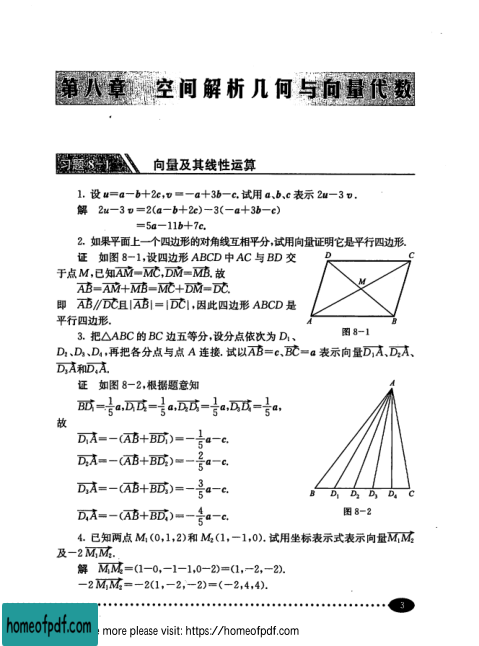 第八章 空间解析几何与向量代数
习题8-1 向量及其线性运算
1. 设 u=a-b+2c,v=-a+3b-c.试用 a、b、c 表示 2u-3v.
解 2u-3v=2(a-b+2c)-3(-a+3b-c)
=5a-11b+7c.
2. 如果平面上一个四边形的对角线互相平分,试用向量证明它是平行四边形.
证 如图 8-1,设四边形 ABCD 中 AC 与 BD 交
于点 M,已知$\overrightarrow{AM}=\overrightarrow{MC}$,$\overrightarrow{DM}=\overrightarrow{MB}$.故
$\overrightarrow{AB}=\overrightarrow{AM}+\overrightarrow{MB}=\overrightarrow{MC}+\overrightarrow{DM}=\overrightarrow{DC}$.
即 $\overrightarrow{AB}∥\overrightarrow{DC}$且|$\overrightarrow{AB}$|=|$\overrightarrow{DC}$|,因此四边形 ABCD 是
平行四边形.
D C
M
A B
图 8-1
3. 把△ABC 的 BC 边五等分,设分点依次为 D₁、
D₂、D₃、D₄,再把各分点与点 A 连接.试以$\overrightarrow{AB}$=c、$\overrightarrow{BC}$=a 表示向量$\overrightarrow{D_1A}$、$\overrightarrow{D_2A}$、
$\overrightarrow{D_3A}$和$\overrightarrow{D_4A}$.
证 如图 8-2,根据题意知
$\overrightarrow{BD_1}=\frac{1}{5}a$,$\overrightarrow{D_1D_2}=\frac{1}{5}a$,$\overrightarrow{D_2D_3}=\frac{1}{5}a$,$\overrightarrow{D_3D_4}=\frac{1}{5}a$,
故
$\overrightarrow{D_1A}=-(\overrightarrow{AB}+\overrightarrow{BD_1})=-\frac{1}{5}a-c$.
$\overrightarrow{D_2A}=-(\overrightarrow{AB}+\overrightarrow{BD_2})=-\frac{2}{5}a-c$.
$\overrightarrow{D_3A}=-(\overrightarrow{AB}+\overrightarrow{BD_3})=-\frac{3}{5}a-c$.
$\overrightarrow{D_4A}=-(\overrightarrow{AB}+\overrightarrow{BD_4})=-\frac{4}{5}a-c$.
A
B D₁ D₂ D₃ D₄ C
图 8-2
4. 已知两点 M₁(0,1,2)和 M₂(1,-1,0).试用坐标表示式表示向量$\overrightarrow{M_1M_2}$
及-2$\overrightarrow{M_1M_2}$.
解 $\overrightarrow{M_1M_2}$=(1-0,-1-1,0-2)=(1,-2,-2).
-2$\overrightarrow{M_1M_2}$=-2(1,-2,-2)=(-2,4,4).
3
homeofpdf.com
more please visit: https://homeofpdf.com